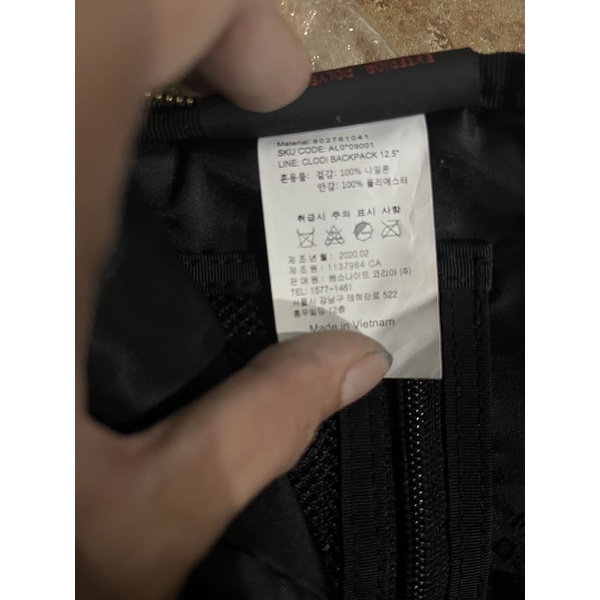 EXTERIOR POLYE
Material: 802761041
SKU CODE: AL0*09001
LINE: CLODI BACKPACK 12.5"
혼용률: 겉감: 100% 나일론
안감: 100% 폴리에스터
취급시 주의 표시 사항
제조년월: 2020.02
제조원: 1137984.CA
판매원: 쌤소나이트 코리아 (주)
TEL: 1577-1461
서울시 강남구 테헤란로 522
홍우빌딩 12층
Made in Vietnam